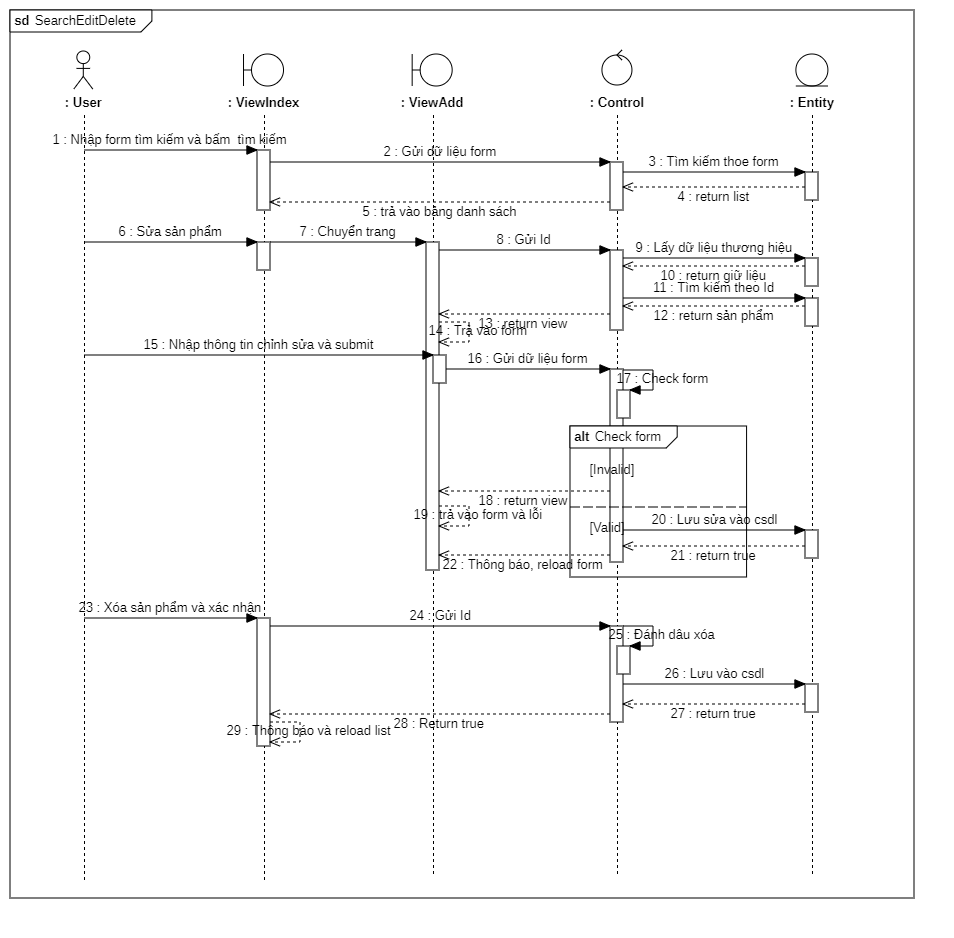 sd SearchEditDelete
: User
: ViewIndex
: ViewAdd
: Control
: Entity
1 : Nhập form tìm kiếm và bấm tìm kiếm
2 : Gửi dữ liệu form
3 : Tìm kiếm thoe form
4 : return list
5 : trả vào bảng danh sách
6 : Sửa sản phẩm
7 : Chuyển trang
8 : Gửi Id
9 : Lấy dữ liệu thương hiệu
10 : return giữ liệu
11 : Tìm kiếm theo Id
12 : return sản phẩm
13 : return view
14 : Trả vào form
15 : Nhập thông tin chỉnh sửa và submit
16 : Gửi dữ liệu form
17 : Check form
alt Check form
[Invalid]
18 : return view
19 : trả vào form và lỗi
[Valid]
20 : Lưu sửa vào csdl
21 : return true
22 : Thông báo, reload form
23 : Xóa sản phẩm và xác nhận
24 : Gửi Id
25 : Đánh dâu xóa
26 : Lưu vào csdl
27 : return true
28 : Return true
29 : Thông báo và reload list